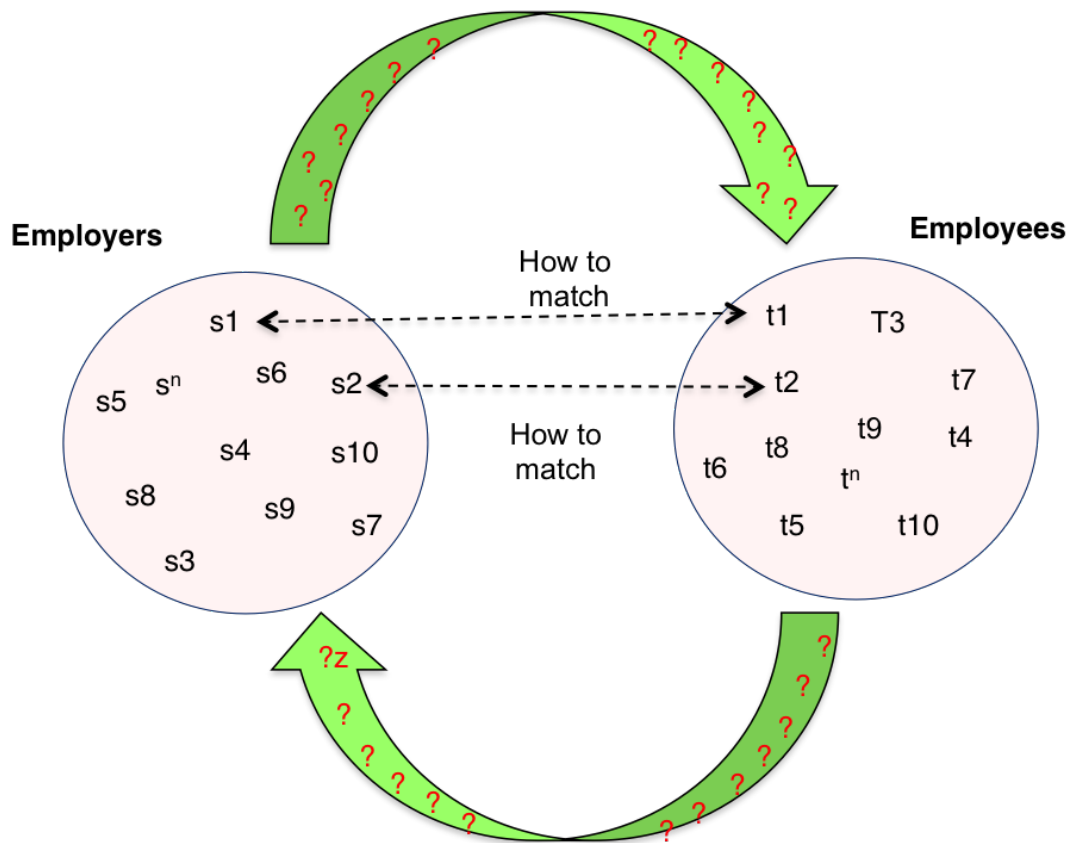 ? ? ? ? ? ? ?
? ? ? ? ? ? ? ?
Employers
Employees
How to
match
s1
t1
T3
s6
s2
sⁿ
s5
t2
t7
s4
s10
t8
t9
t4
t6
tⁿ
How to
match
s8
s9
s7
s3
t5
t10
?z
? ? ? ? ?
? ? ? ? ? ? ?